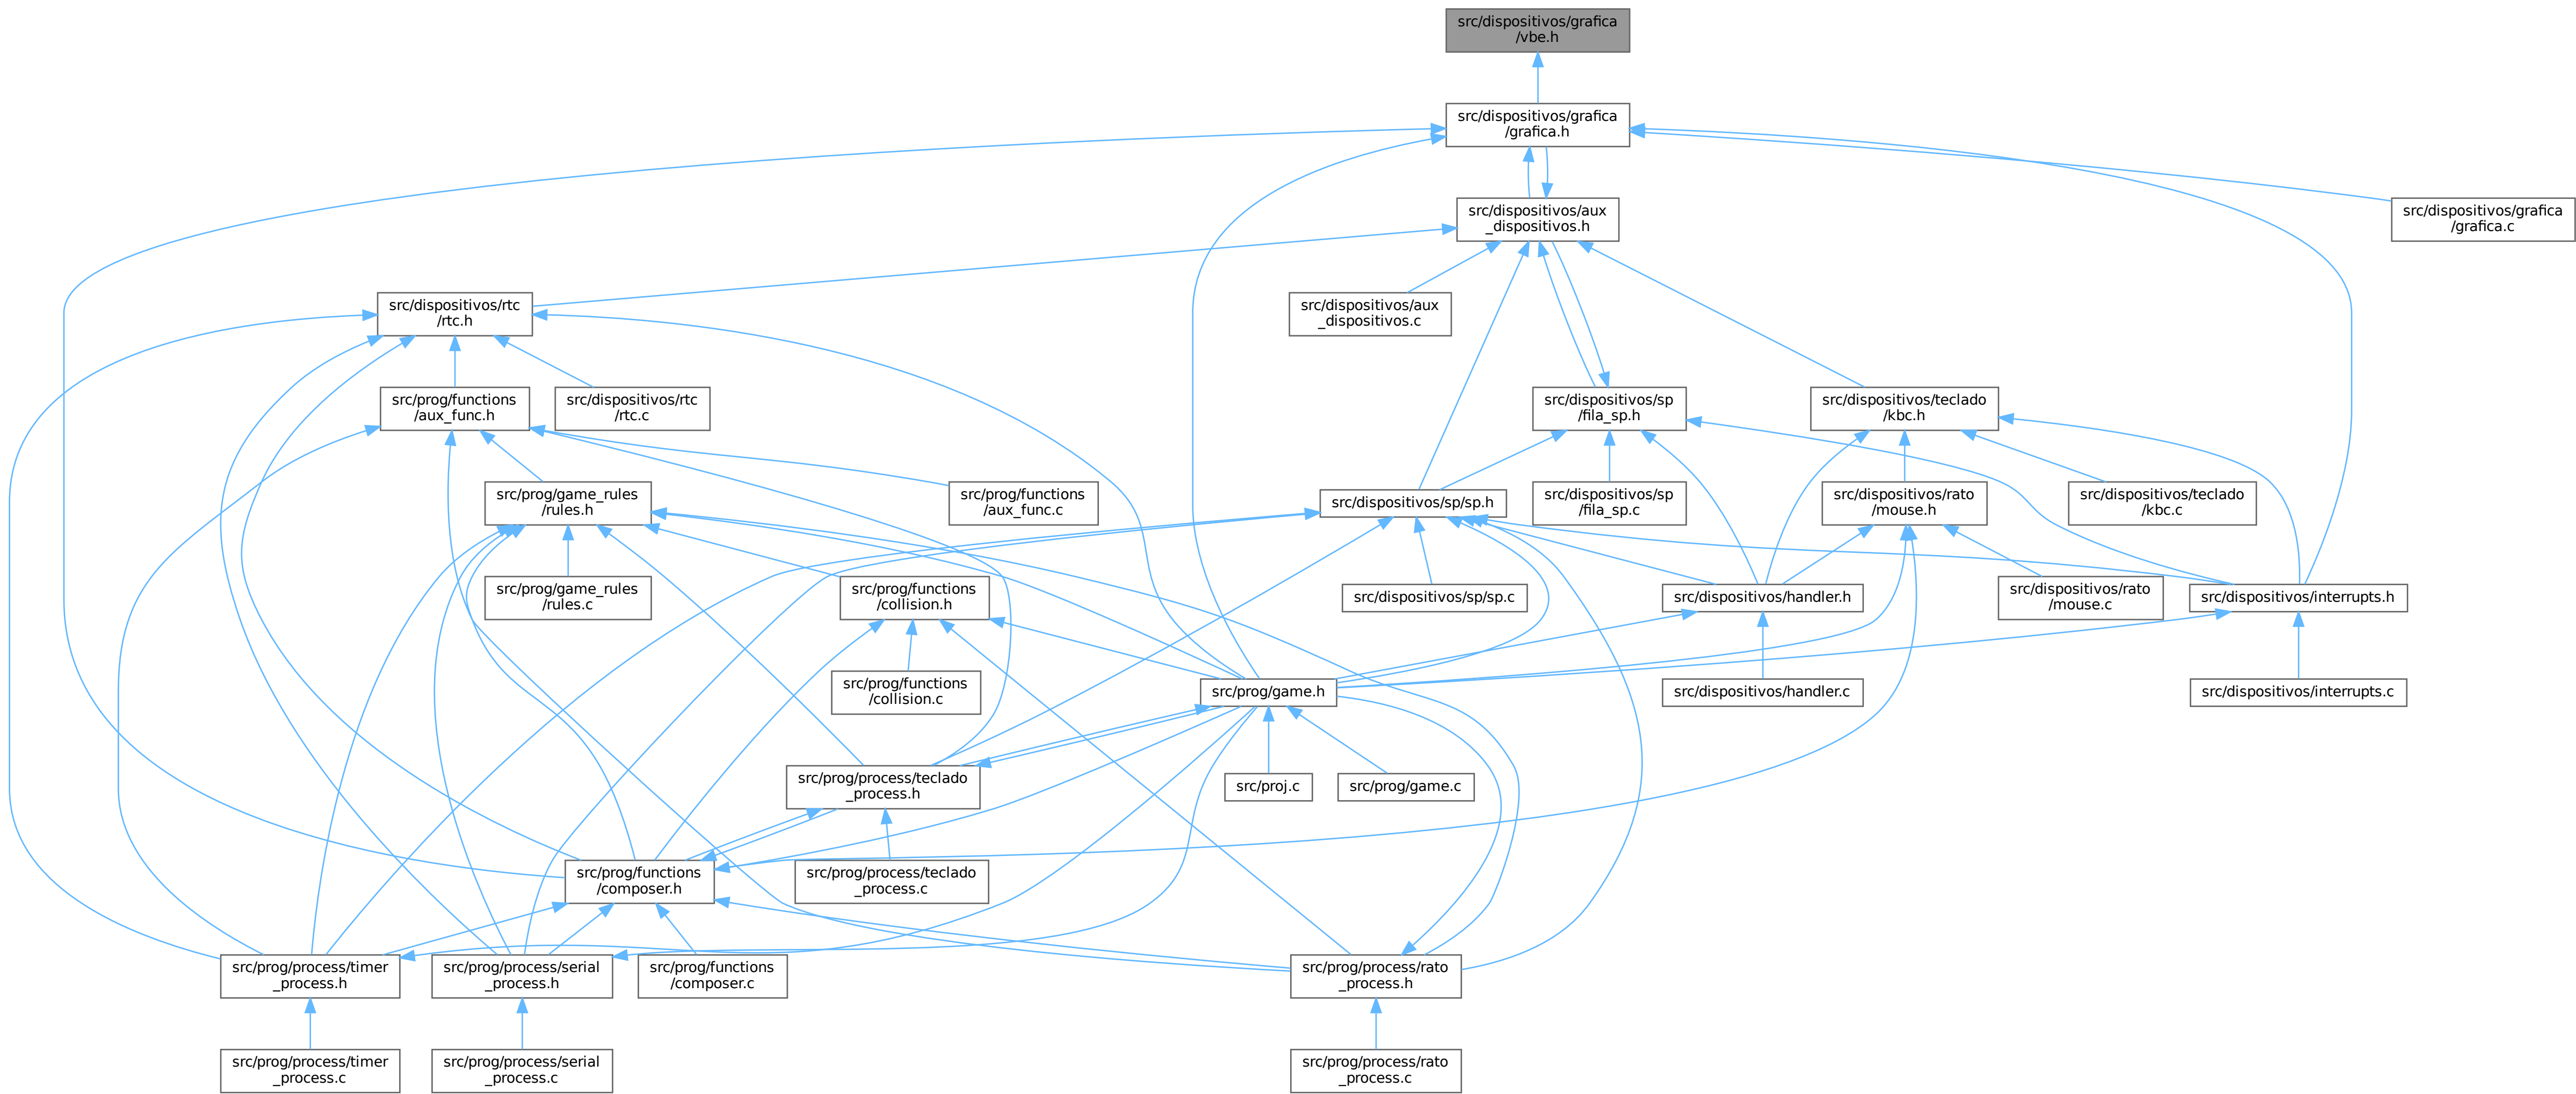 src/dispositivos/grafica
/vbe.h
src/dispositivos/grafica
/grafica.h
src/dispositivos/aux
_dispositivos.h
src/dispositivos/grafica
/grafica.c
src/dispositivos/rtc
/rtc.h
src/dispositivos/aux
_dispositivos.c
src/prog/functions
/aux_func.h
src/dispositivos/rtc
/rtc.c
src/dispositivos/sp
/fila_sp.h
src/dispositivos/teclado
/kbc.h
src/prog/game_rules
/rules.h
src/prog/functions
/aux_func.c
src/dispositivos/sp/sp.h
src/dispositivos/sp
/fila_sp.c
src/dispositivos/rato
/mouse.h
src/dispositivos/teclado
/kbc.c
src/prog/game_rules
/rules.c
src/prog/functions
/collision.h
src/dispositivos/sp/sp.c
src/dispositivos/handler.h
src/dispositivos/rato
/mouse.c
src/dispositivos/interrupts.h
src/prog/functions
/collision.c
src/prog/game.h
src/dispositivos/handler.c
src/dispositivos/interrupts.c
src/prog/process/teclado
_process.h
src/proj.c
src/prog/game.c
src/prog/functions
/composer.h
src/prog/process/teclado
_process.c
src/prog/process/timer
_process.h
src/prog/process/serial
_process.h
src/prog/functions
/composer.c
src/prog/process/rato
_process.h
src/prog/process/timer
_process.c
src/prog/process/serial
_process.c
src/prog/process/rato
_process.c